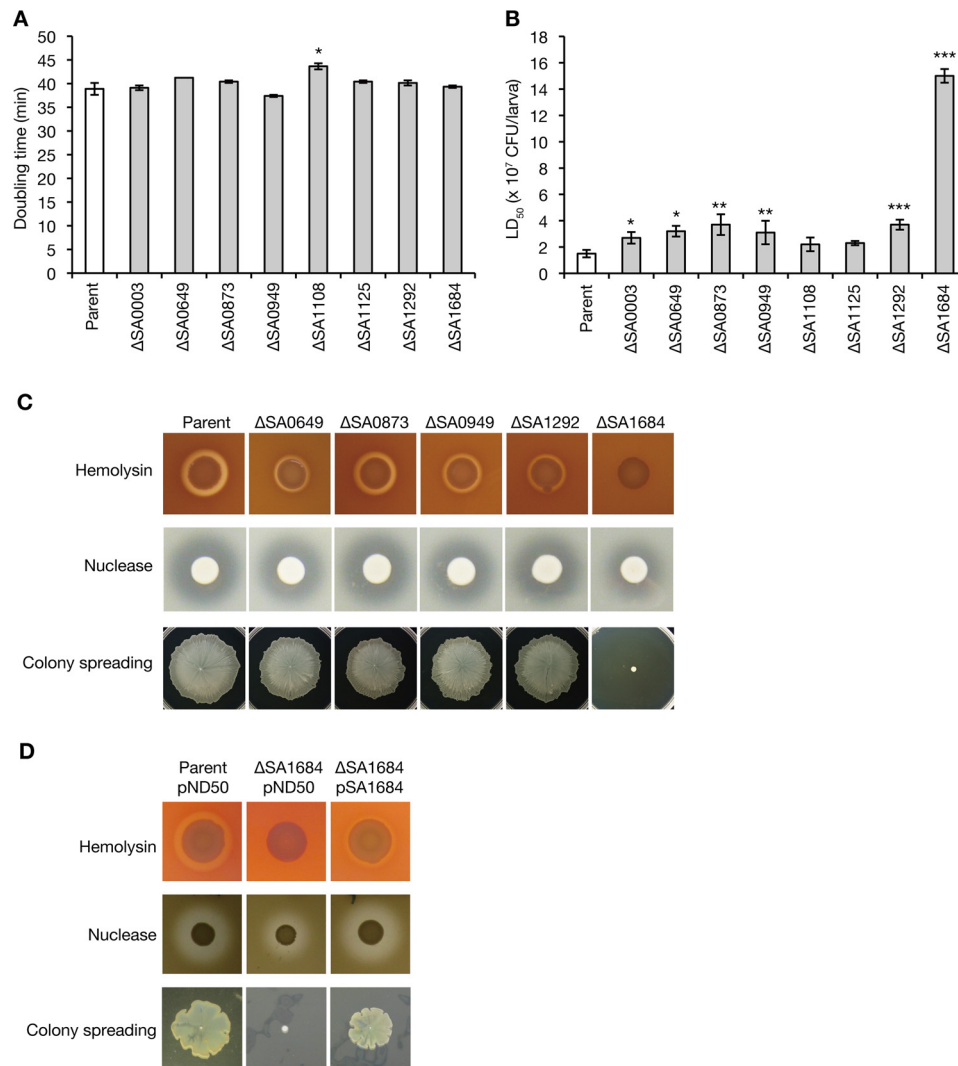 A
Doubling time (min)
50
45
40
35
30
25
20
15
10
5
0
*
Parent
ΔSA0003
ΔSA0649
ΔSA0873
ΔSA0949
ΔSA1108
ΔSA1125
ΔSA1292
ΔSA1684
B
LD50 (x 10⁷ CFU/larva)
18
16
14
12
10
8
6
4
2
0
*
*
**
**
***
***
Parent
ΔSA0003
ΔSA0649
ΔSA0873
ΔSA0949
ΔSA1108
ΔSA1125
ΔSA1292
ΔSA1684
C
Parent ΔSA0649 ΔSA0873 ΔSA0949 ΔSA1292 ΔSA1684
Hemolysin
Nuclease
Colony spreading
D
Parent ΔSA1684 ΔSA1684
pND50 pND50 pSA1684
Hemolysin
Nuclease
Colony spreading